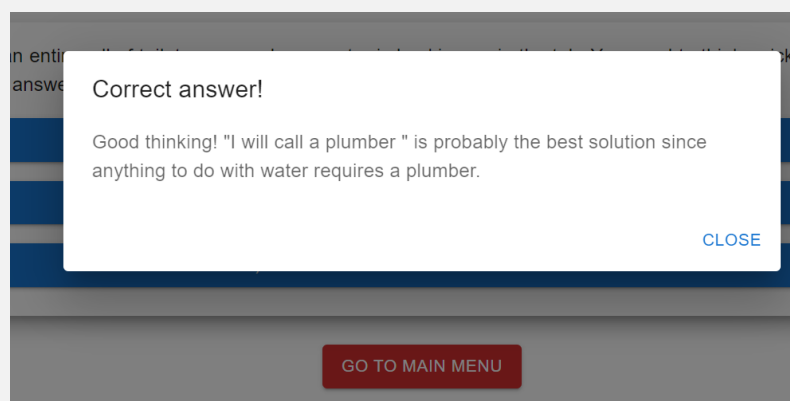 answe
Correct answer!
Good thinking! "I will call a plumber " is probably the best solution since
anything to do with water requires a plumber.
CLOSE
GO TO MAIN MENU